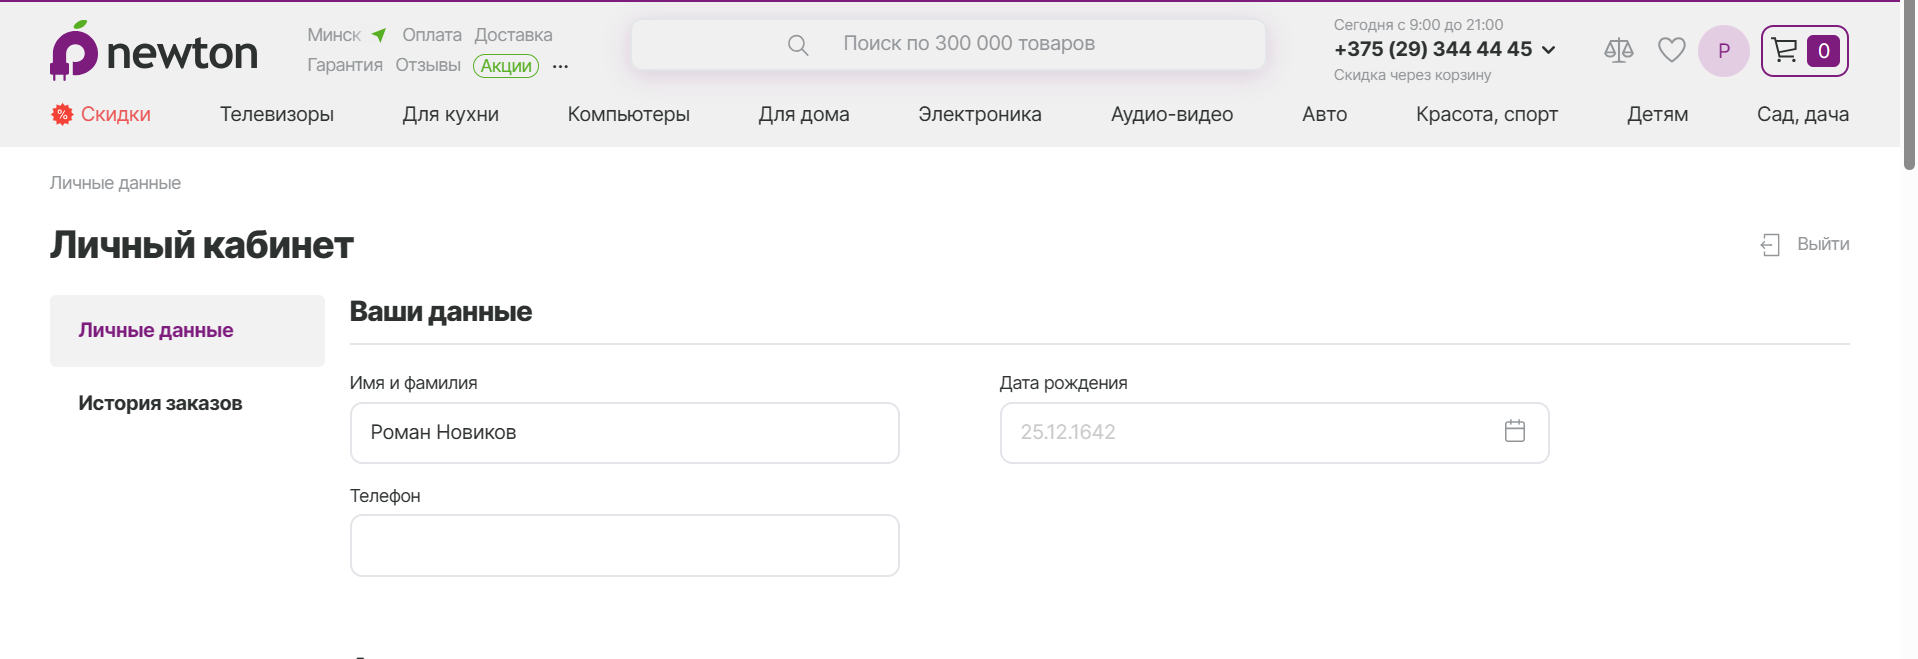 newton
Минск Оплата Доставка
Гарантия Отзывы Акции ...
Поиск по 300 000 товаров
Сегодня с 9:00 до 21:00
+375 (29) 344 44 45
Скидка через корзину
Р
0
% Скидки Телевизоры Для кухни Компьютеры Для дома Электроника Аудио-видео Авто Красота, спорт Детям Сад, дача
Личные данные
Личный кабинет
Выйти
Личные данные
История заказов
Ваши данные
Имя и фамилия
Роман Новиков
Дата рождения
25.12.1642
Телефон